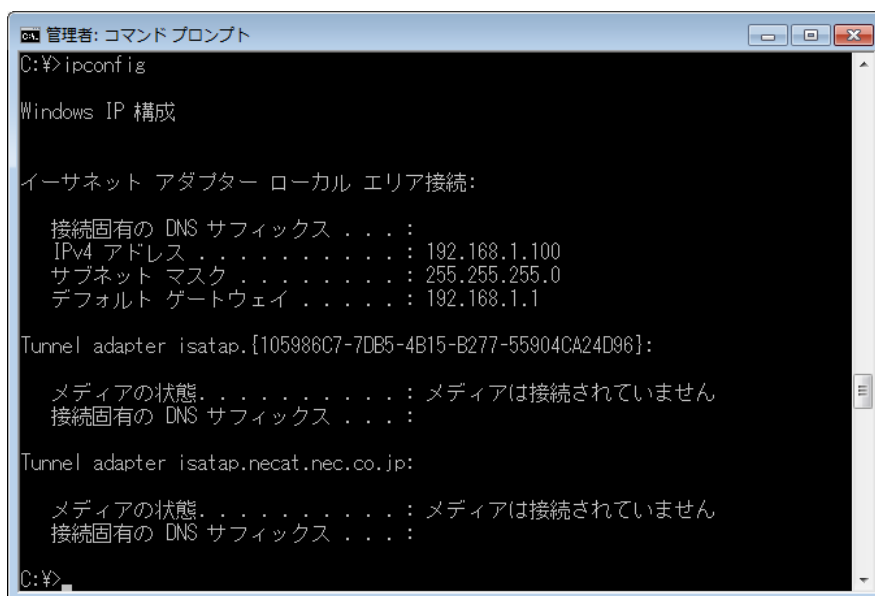 管理者: コマンド プロンプト
C:¥>ipconfig
Windows IP 構成
イーサネット アダプター ローカル エリア接続:
接続固有の DNS サフィックス . . . :
IPv4 アドレス . . . . . . . . . . : 192.168.1.100
サブネット マスク . . . . . . . . : 255.255.255.0
デフォルト ゲートウェイ . . . . . : 192.168.1.1
Tunnel adapter isatap.{105986C7-7DB5-4B15-B277-55904CA24D96}:
メディアの状態. . . . . . . . . . : メディアは接続されていません
接続固有の DNS サフィックス . . . :
Tunnel adapter isatap.necat.nec.co.jp:
メディアの状態. . . . . . . . . . : メディアは接続されていません
接続固有の DNS サフィックス . . . :
C:¥>_